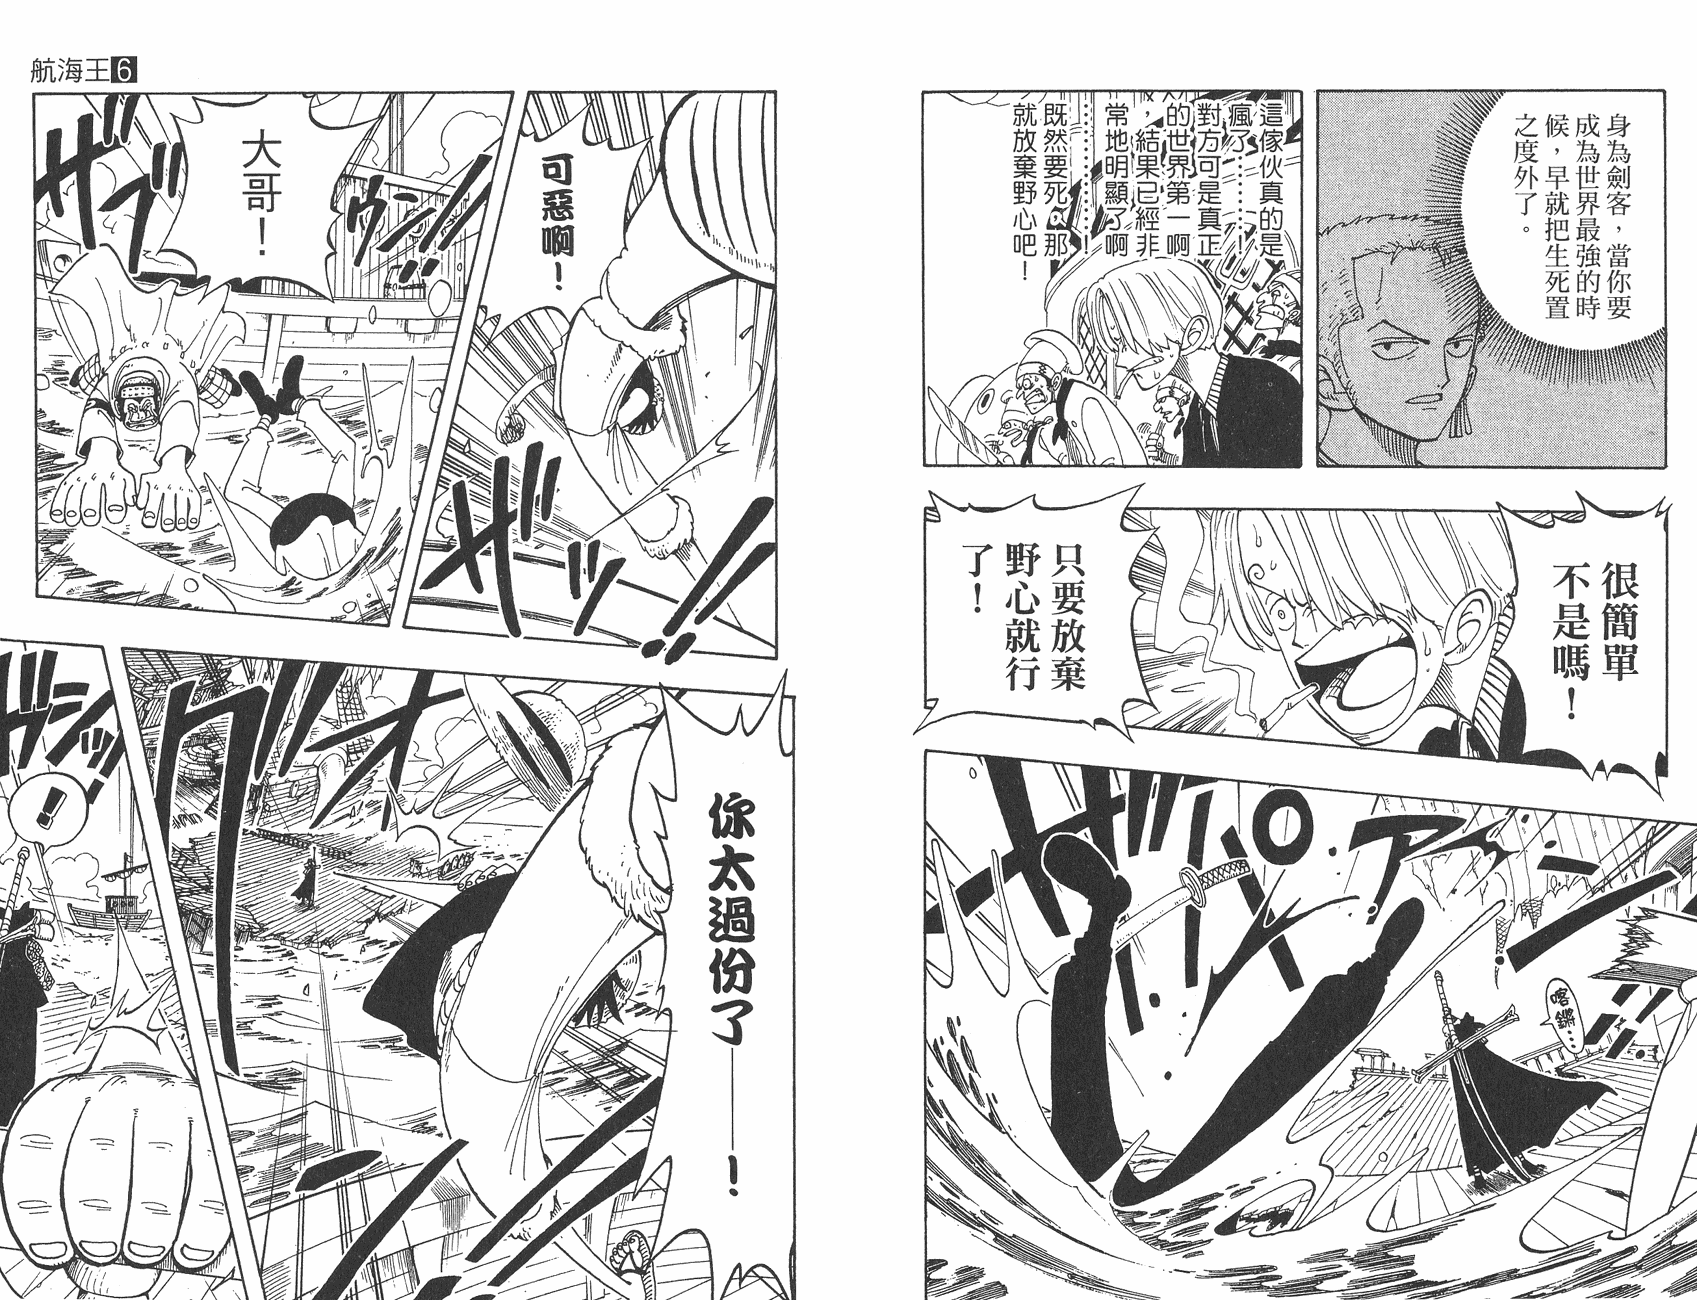 身為劍客，當你要
成為世界最強的時
候，早就把生死置
之度外了。
這傢伙真的是
瘋了……！
對方可是真正
的世界第一啊
，結果已經非
常地明顯了啊
……………！
既然要死，那
就放棄野心吧！
很簡單
不是嗎！
只要放棄
野心就行
了！
喀鏘…
航海王6
可惡啊！
大哥！
你太過份了——！
！